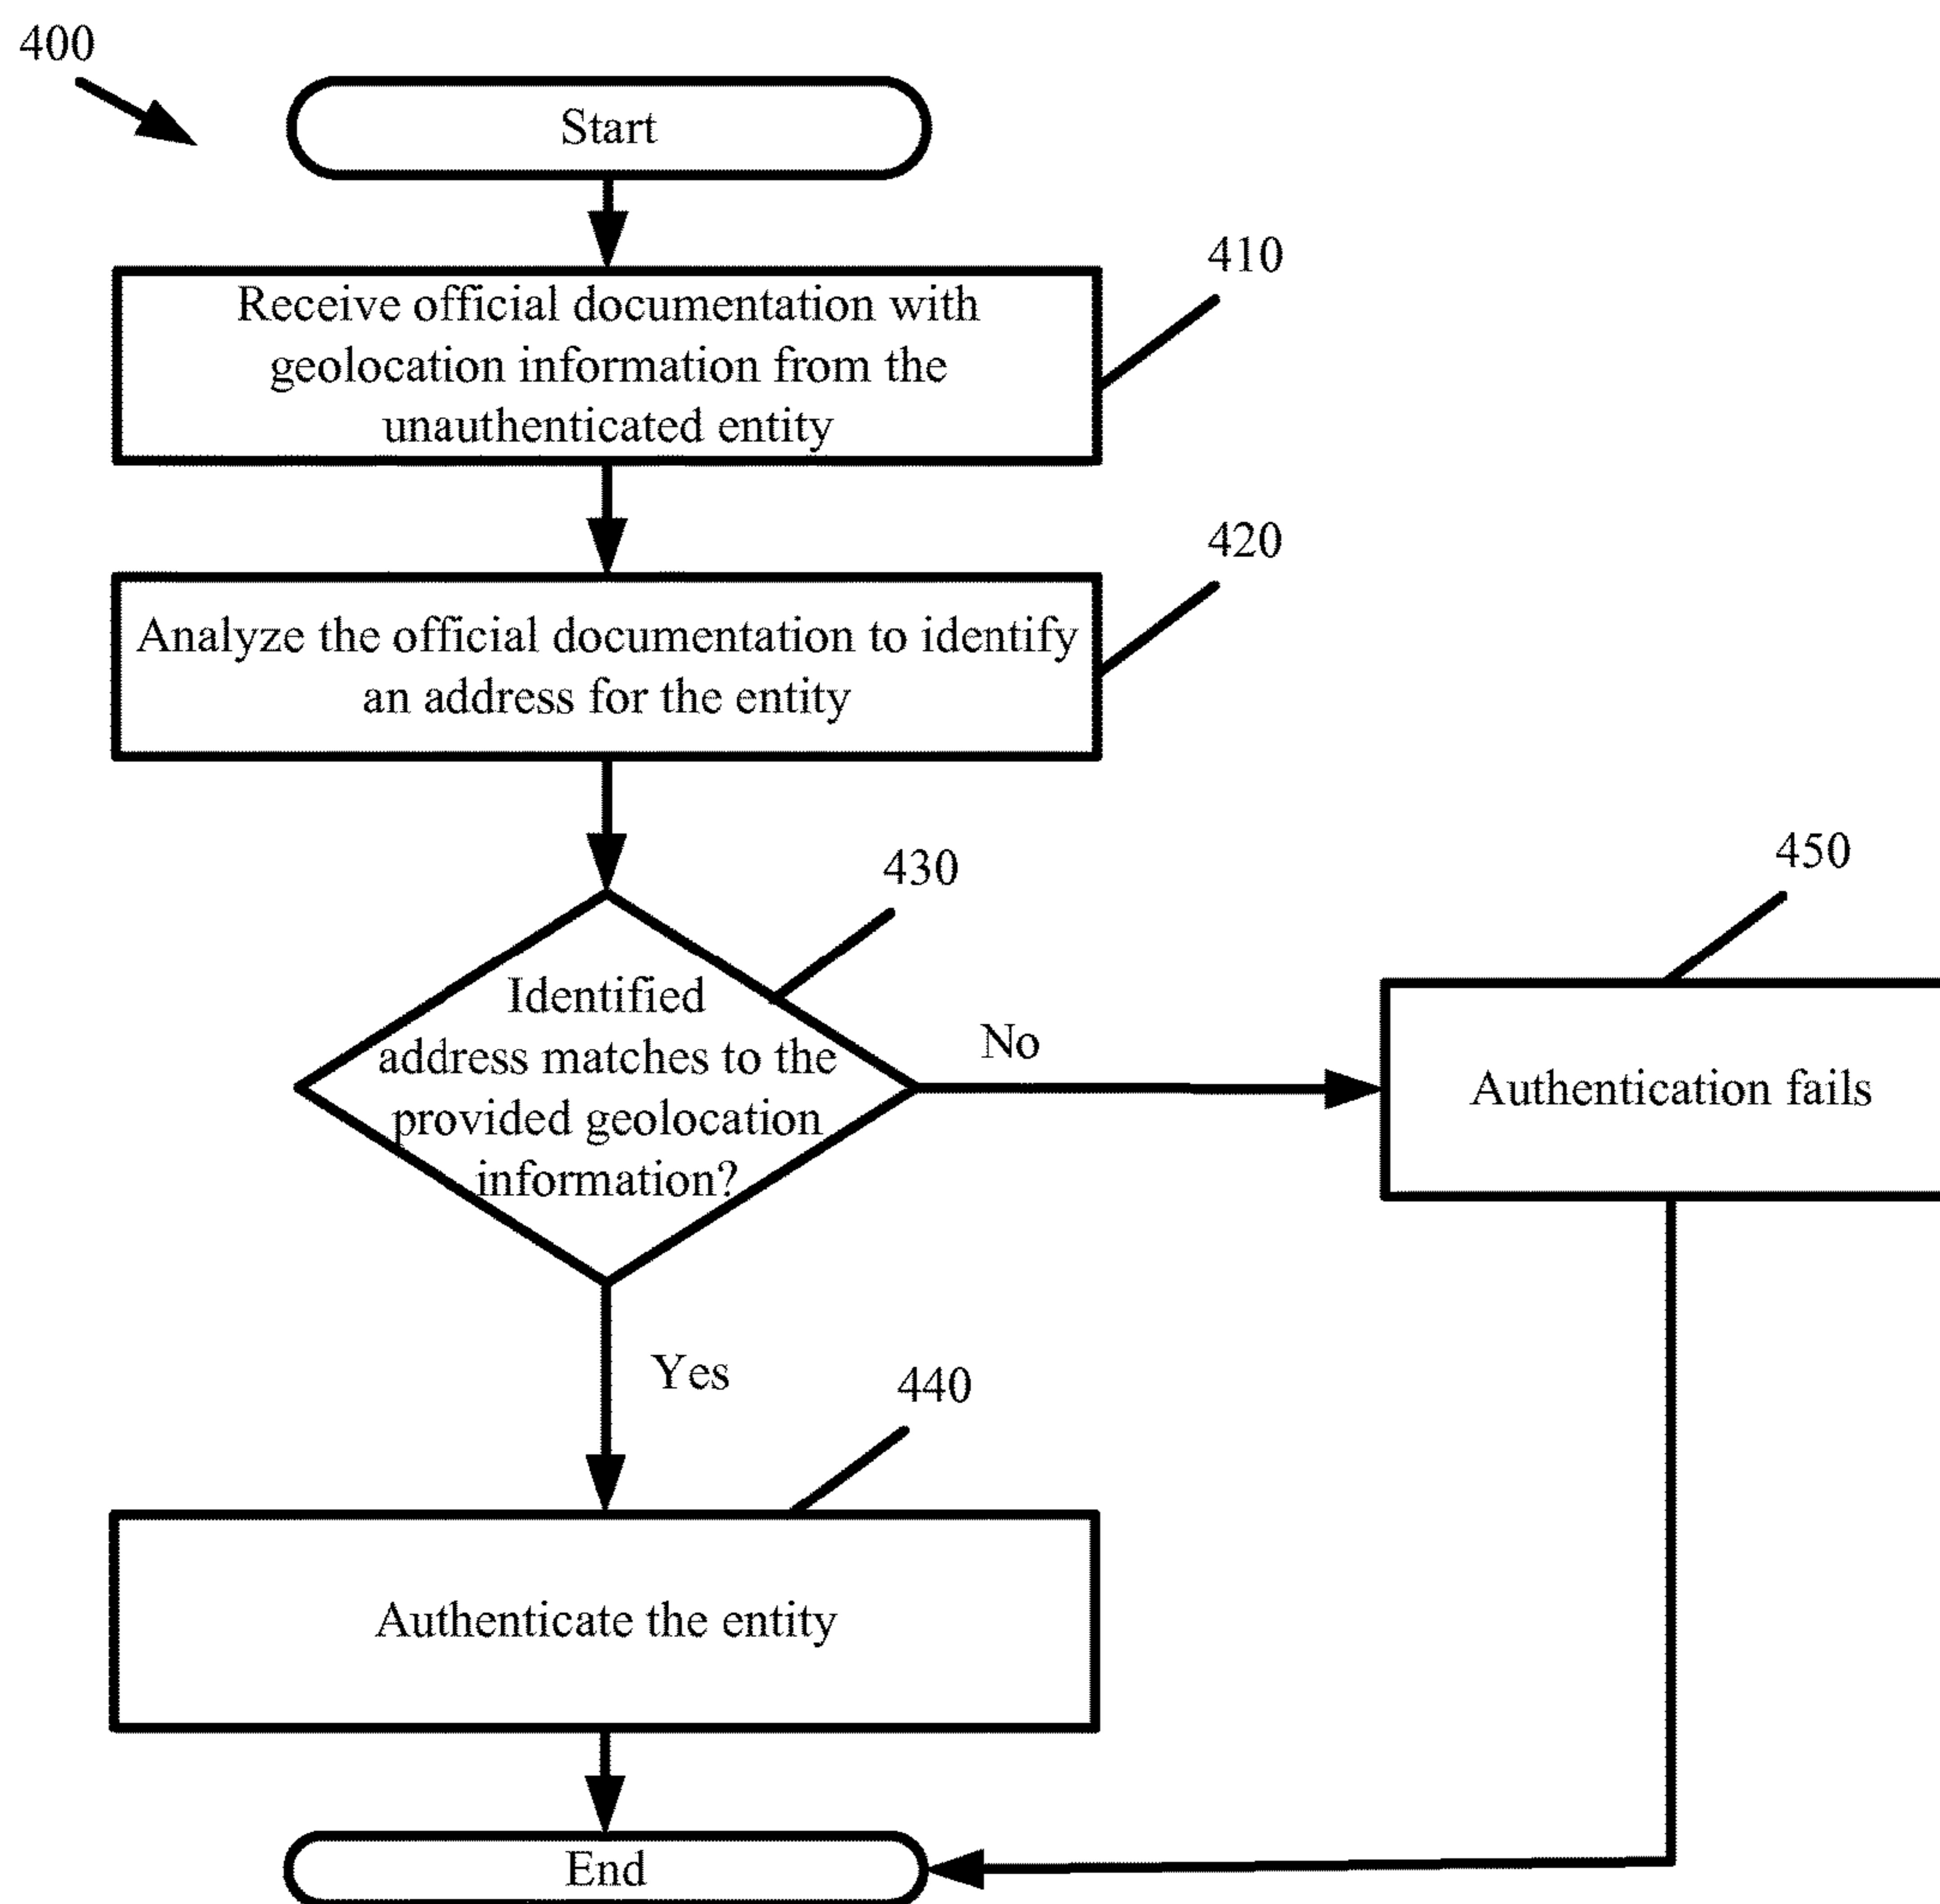 400
Start
410
Receive official documentation with
geolocation information from the
unauthenticated entity
420
Analyze the official documentation to identify
an address for the entity
430
450
Identified
address matches to the
provided geolocation
information?
No
Authentication fails
Yes
440
Authenticate the entity
End